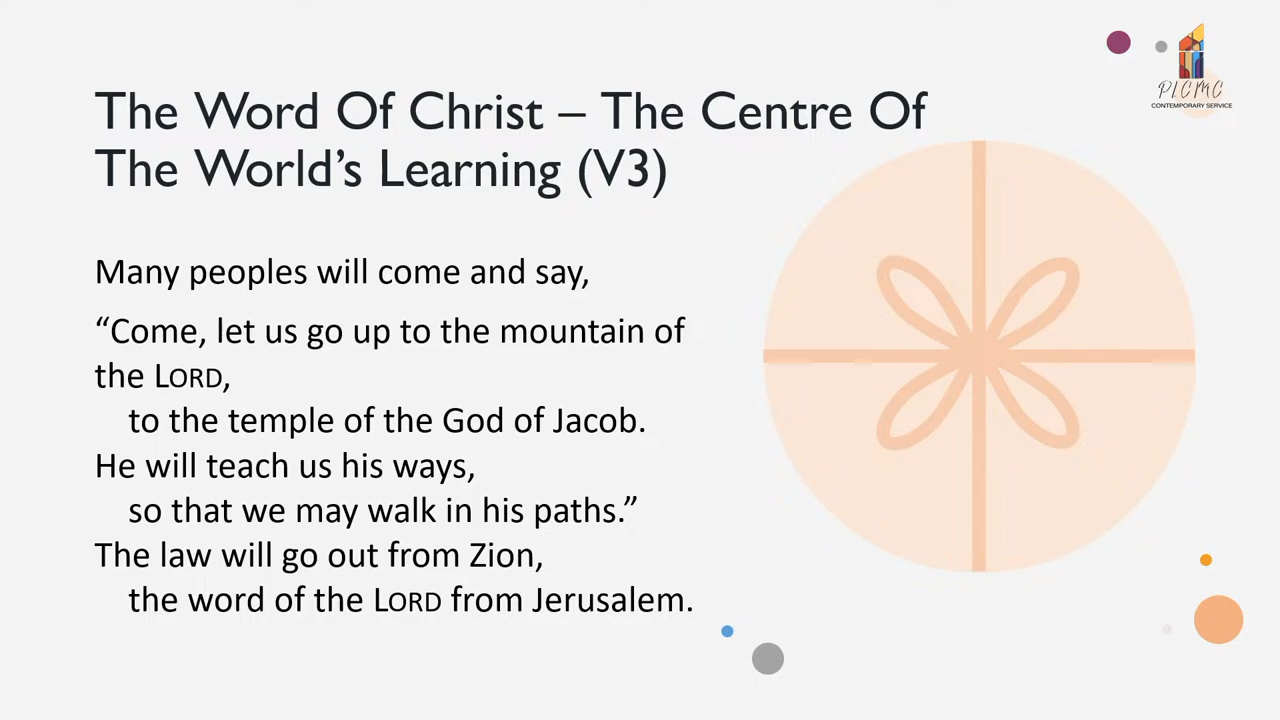 PLCMC
CONTEMPORARY SERVICE
The Word Of Christ – The Centre Of
The World’s Learning (V3)
Many peoples will come and say,
“Come, let us go up to the mountain of
the LORD,
to the temple of the God of Jacob.
He will teach us his ways,
so that we may walk in his paths.”
The law will go out from Zion,
the word of the LORD from Jerusalem.